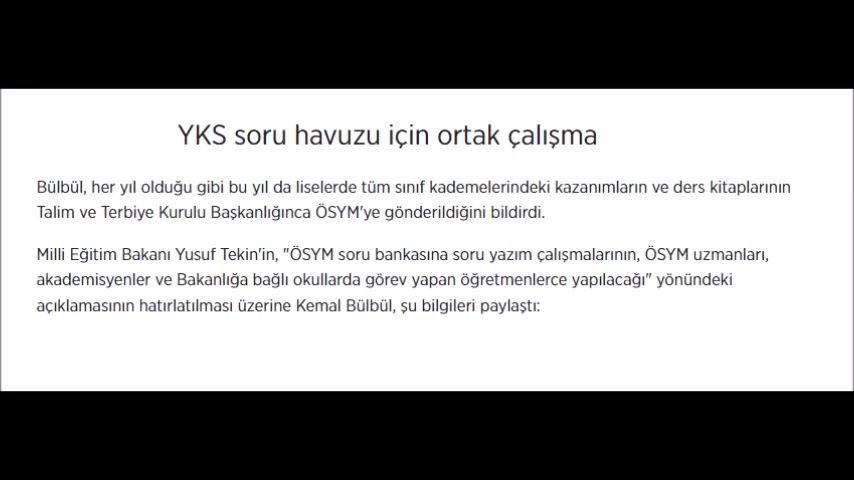 YKS soru havuzu için ortak çalışma
Bülbül, her yıl olduğu gibi bu yıl da liselerde tüm sınıf kademelerindeki kazanımların ve ders kitaplarının
Talim ve Terbiye Kurulu Başkanlığınca ÖSYM'ye gönderildiğini bildirdi.
Milli Eğitim Bakanı Yusuf Tekin'in, "ÖSYM soru bankasına soru yazım çalışmalarının, ÖSYM uzmanları,
akademisyenler ve Bakanlığa bağlı okullarda görev yapan öğretmenlerce yapılacağı" yönündeki
açıklamasının hatırlatılması üzerine Kemal Bülbül, şu bilgileri paylaştı: